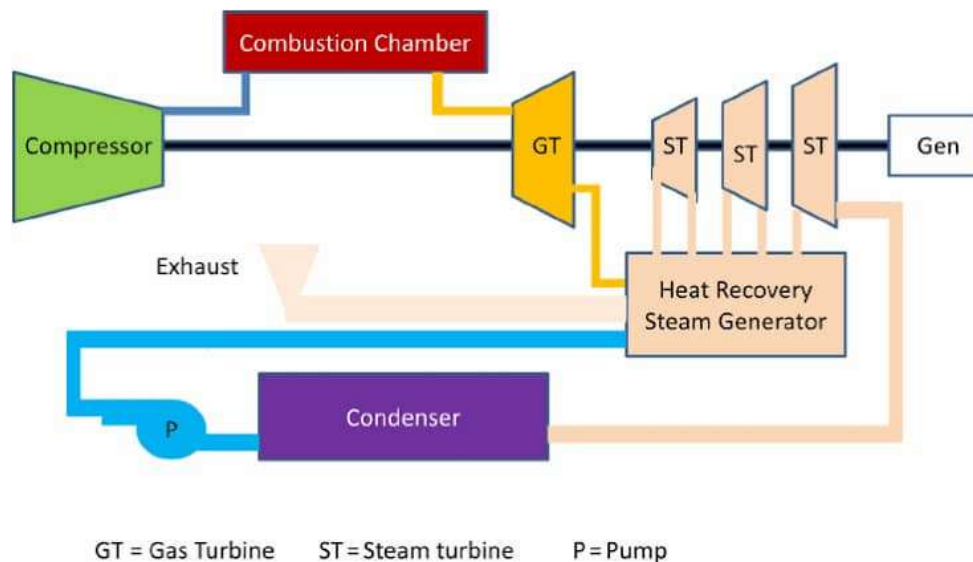 Combustion Chamber
Compressor
GT
ST
ST
ST
Gen
Exhaust
Heat Recovery
Steam Generator
Condenser
P
GT = Gas Turbine
ST = Steam turbine
P = Pump